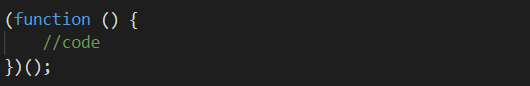 (function () {
    //code
})();